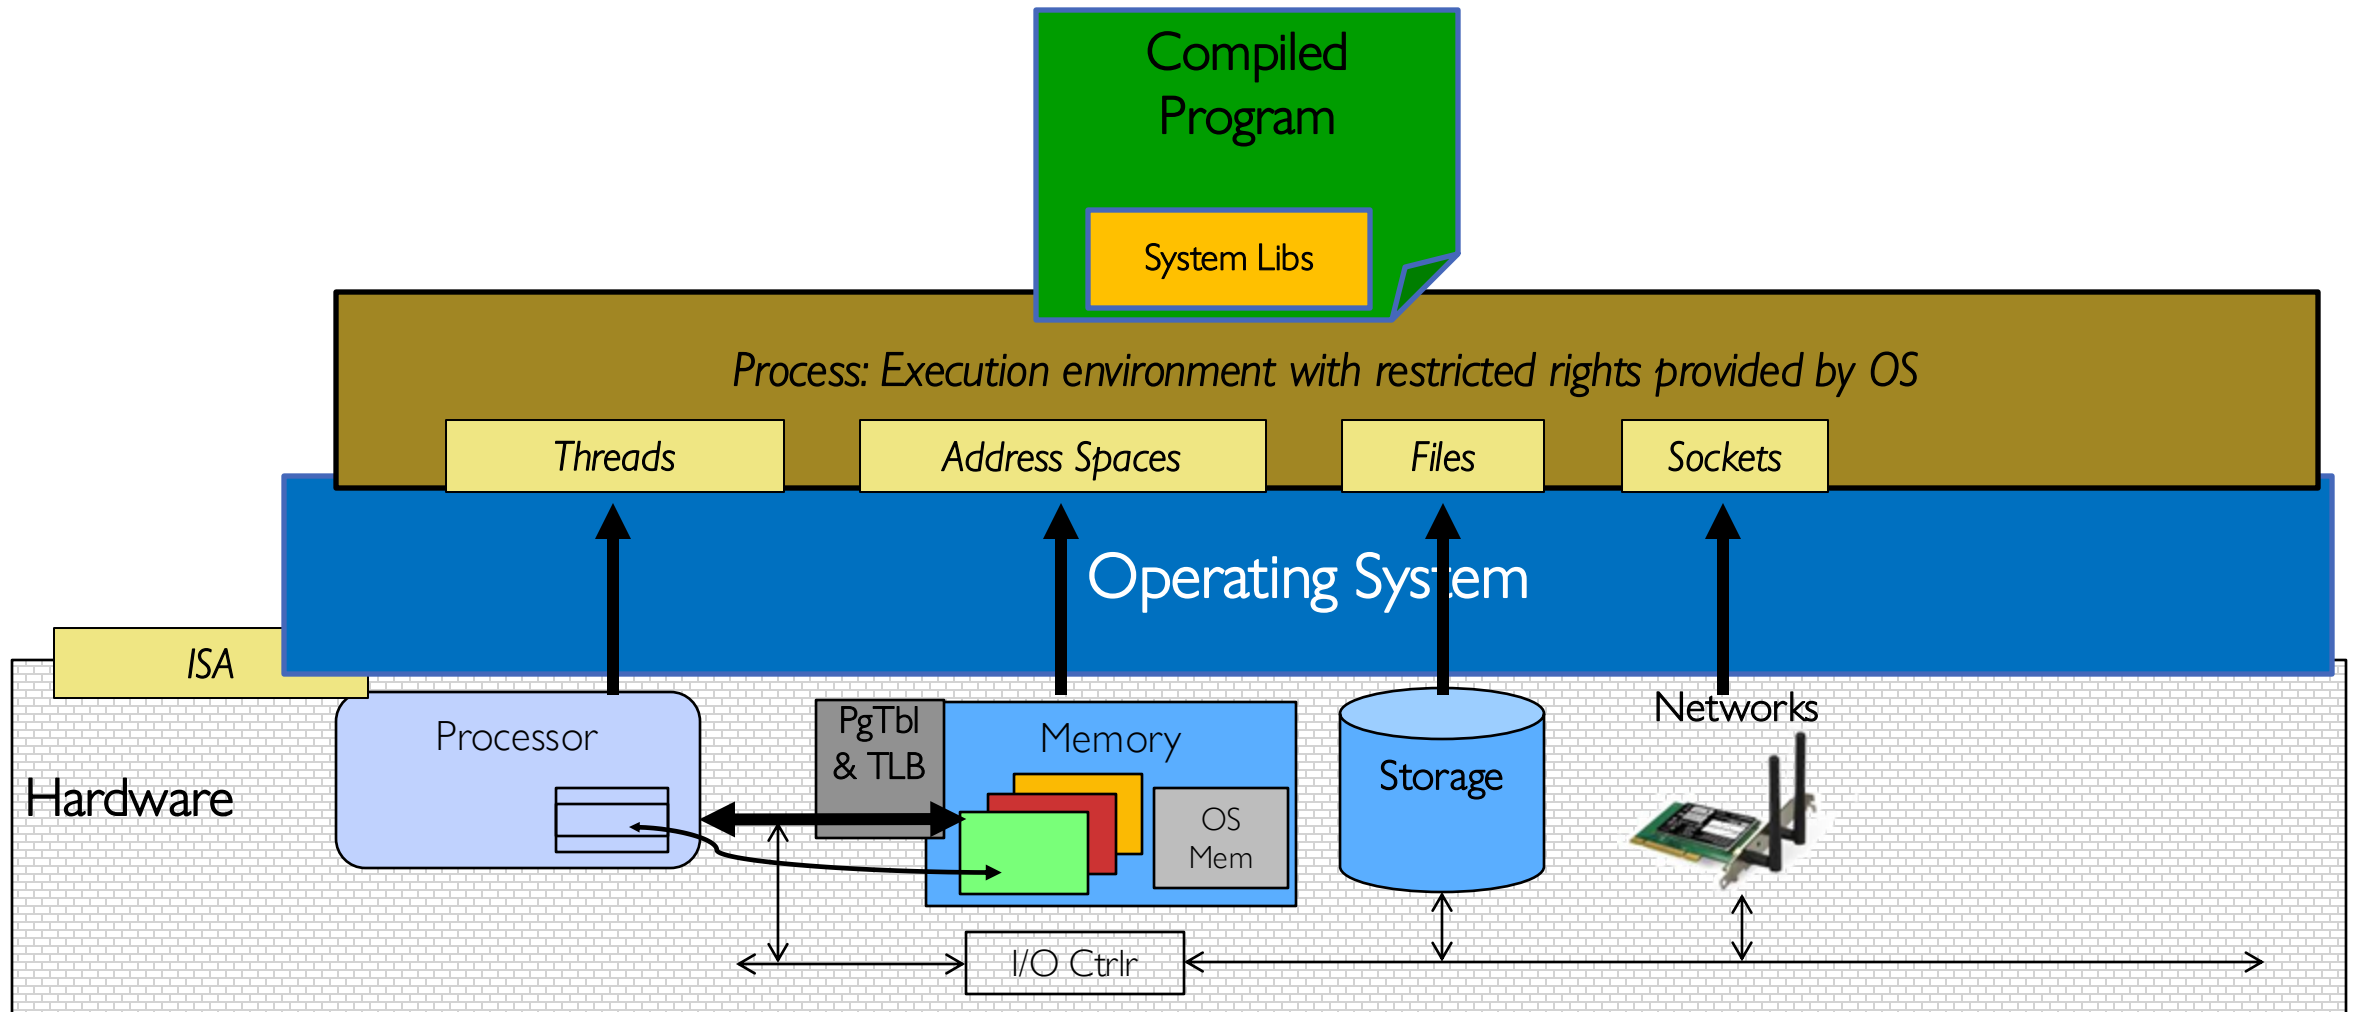 Compiled
Program
System Libs
Process: Execution environment with restricted rights provided by OS
Threads
Address Spaces
Files
Sockets
Operating System
ISA
Processor
PgTbl
& TLB
Memory
Networks
Storage
Hardware
OS
Mem
I/O Ctrlr